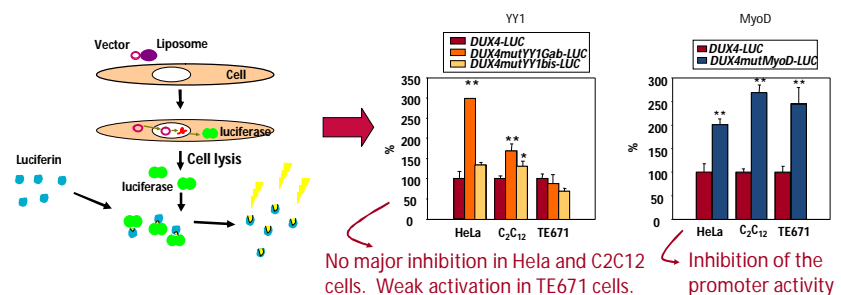 Vector
Liposome
Cell
luciferase
Cell lysis
Luciferin
luciferase
YY1
DUX4-LUC
DUX4mutYY1Gab-LUC
DUX4mutYY1bis-LUC
350
300
250
200
150
100
50
0
%
**
**
*
HeLa C2C12 TE671
No major inhibition in Hela and C2C12
cells. Weak activation in TE671 cells.
MyoD
DUX4-LUC
DUX4mutMyoD-LUC
300
250
200
150
100
50
0
%
**
**
**
HeLa C2C12 TE671
Inhibition of the
promoter activity